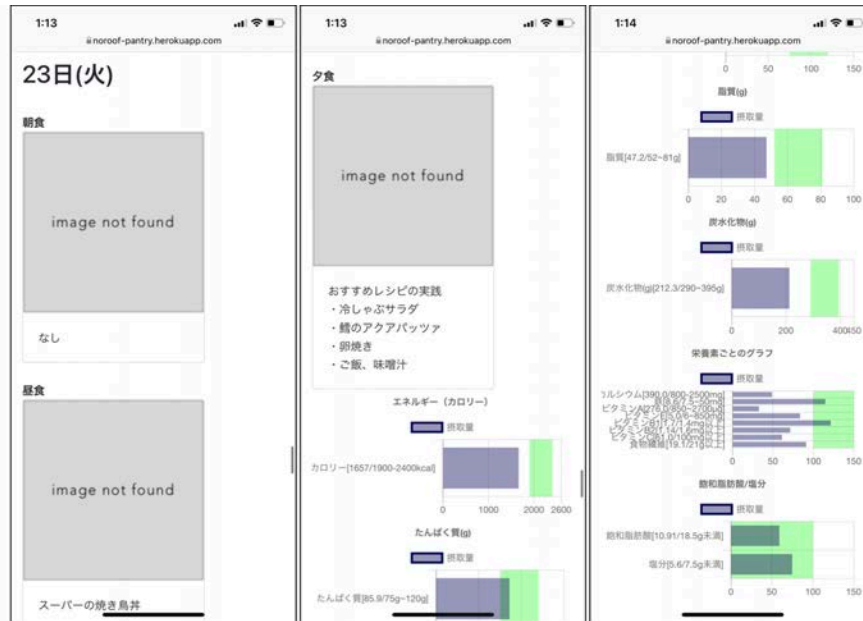 1:13
noroof-pantry.herokuapp.com
23日(火)
朝食
image not found
なし
昼食
image not found
スーパーの焼き鳥丼
1:13
noroof-pantry.herokuapp.com
夕食
image not found
おすすめレシピの実践
・冷しゃぶサラダ
・鱈のアクアパッツァ
・卵焼き
・ご飯、味噌汁
エネルギー（カロリー）
摂取量
カロリー[1657/1900-2400kcal]
0 1000 2000 2600
たんぱく質(g)
摂取量
たんぱく質[85.9/75g~120g]
1:14
noroof-pantry.herokuapp.com
0 50 100 150
脂質(g)
摂取量
脂質[47.2/52~81g]
0 20 40 60 80 100
炭水化物(g)
摂取量
炭水化物(g)[212.3/290~395g]
0 200 400450
栄養素ごとのグラフ
摂取量
食物繊維[19.1/21g以上]
0 50 100 150
飽和脂肪酸/塩分
摂取量
飽和脂肪酸[10.91/18.5g未満]
塩分[5.6/7.5g未満]
0 50 100 150